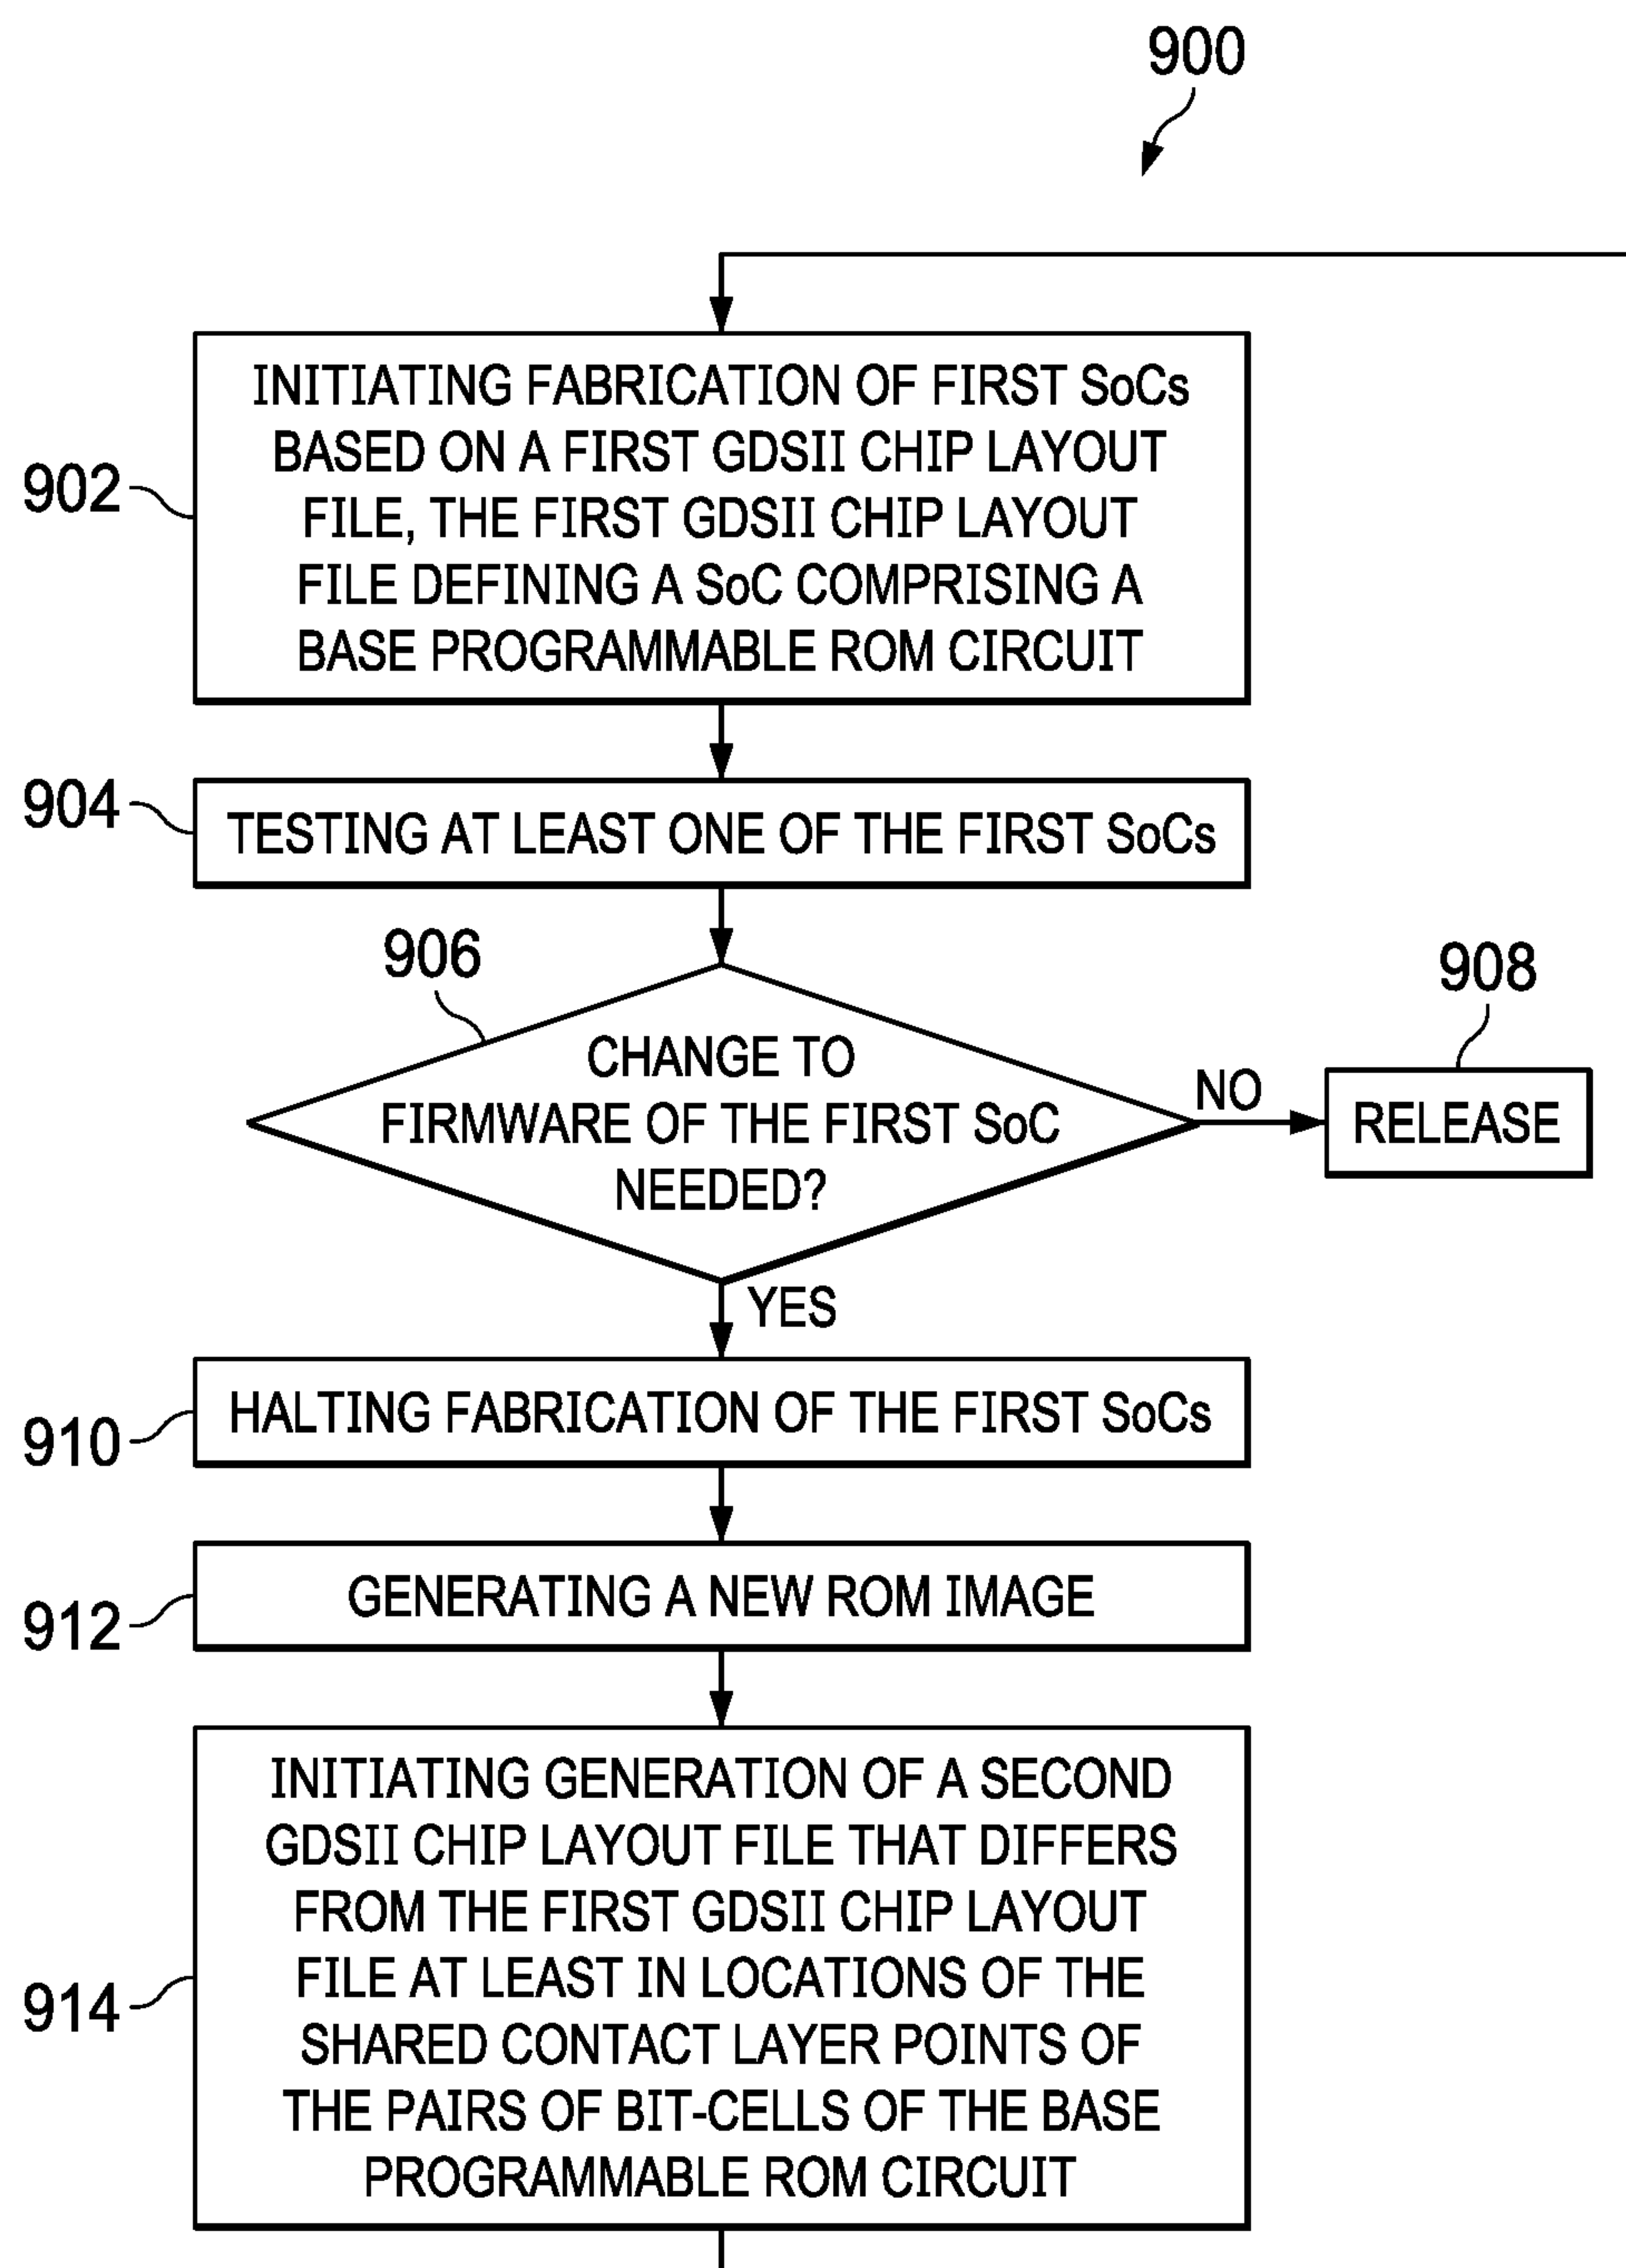 900
902
INITIATING FABRICATION OF FIRST SoCs
BASED ON A FIRST GDSII CHIP LAYOUT
FILE, THE FIRST GDSII CHIP LAYOUT
FILE DEFINING A SoC COMPRISING A
BASE PROGRAMMABLE ROM CIRCUIT
904
TESTING AT LEAST ONE OF THE FIRST SoCs
906
CHANGE TO
FIRMWARE OF THE FIRST SoC
NEEDED?
NO
908
RELEASE
YES
910
HALTING FABRICATION OF THE FIRST SoCs
912
GENERATING A NEW ROM IMAGE
914
INITIATING GENERATION OF A SECOND
GDSII CHIP LAYOUT FILE THAT DIFFERS
FROM THE FIRST GDSII CHIP LAYOUT
FILE AT LEAST IN LOCATIONS OF THE
SHARED CONTACT LAYER POINTS OF
THE PAIRS OF BIT-CELLS OF THE BASE
PROGRAMMABLE ROM CIRCUIT